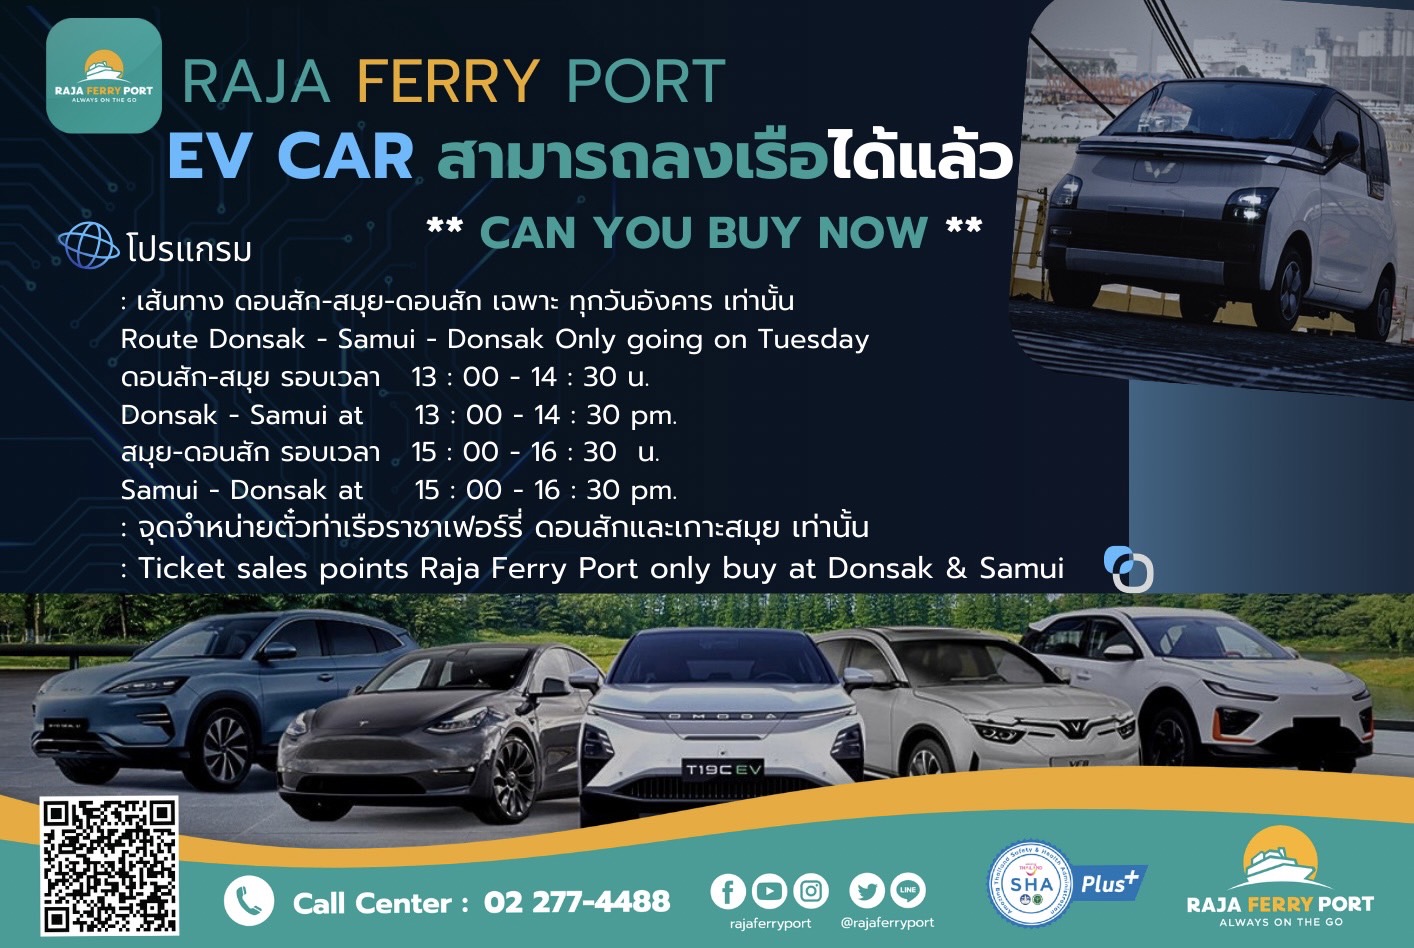 RAJA FERRY PORT
ALWAYS ON THE GO
RAJA FERRY PORT
EV CAR สามารถลงเรือได้แล้ว
** CAN YOU BUY NOW **
โปรแกรม
: เส้นทาง ดอนสัก-สมุย-ดอนสัก เฉพาะ ทุกวันอังคาร เท่านั้น
Route Donsak - Samui - Donsak Only going on Tuesday
ดอนสัก-สมุย รอบเวลา 13 : 00 - 14 : 30 น.
Donsak - Samui at 13 : 00 - 14 : 30 pm.
สมุย-ดอนสัก รอบเวลา 15 : 00 - 16 : 30 น.
Samui - Donsak at 15 : 00 - 16 : 30 pm.
: จุดจำหน่ายตั๋วท่าเรือราชาเฟอร์รี่ ดอนสักและเกาะสมุย เท่านั้น
: Ticket sales points Raja Ferry Port only buy at Donsak & Samui
OMODA
T19C EV
VF8
Call Center : 02 277-4488
rajaferryport
LINE
@rajaferryport
Amazing Thailand Safety & Health Administration
SHA Plus+
RAJA FERRY PORT
ALWAYS ON THE GO